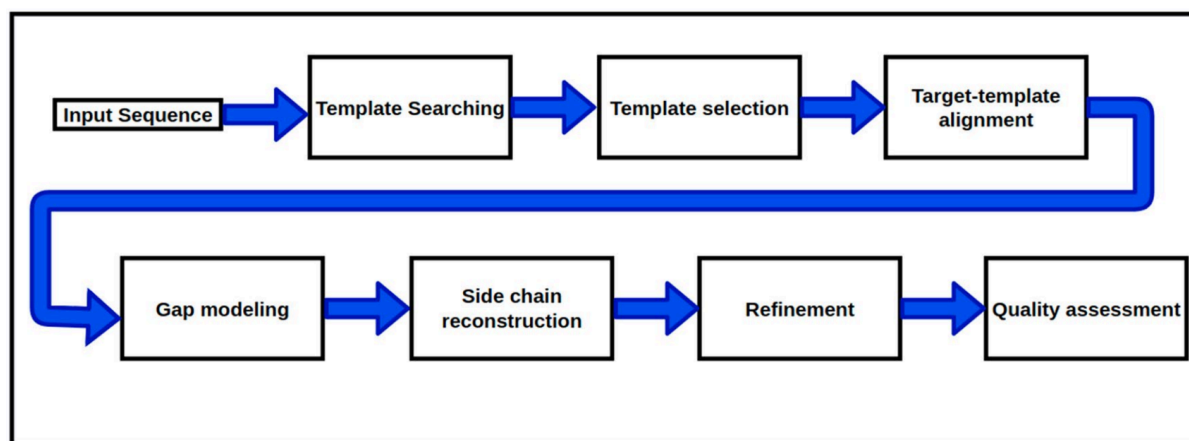 Input Sequence
Template Searching
Template selection
Target-template
alignment
Gap modeling
Side chain
reconstruction
Refinement
Quality assessment